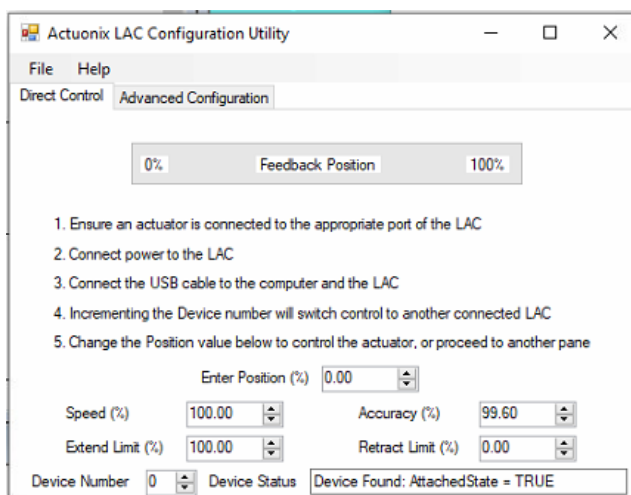 Actuonix LAC Configuration Utility
File Help
Direct Control Advanced Configuration
0% Feedback Position 100%
1. Ensure an actuator is connected to the appropriate port of the LAC
2. Connect power to the LAC
3. Connect the USB cable to the computer and the LAC
4. Incrementing the Device number will switch control to another connected LAC
5. Change the Position value below to control the actuator, or proceed to another pane
Enter Position (%) 0.00
Speed (%) 100.00 Accuracy (%) 99.60
Extend Limit (%) 100.00 Retract Limit (%) 0.00
Device Number 0 Device Status Device Found: AttachedState = TRUE